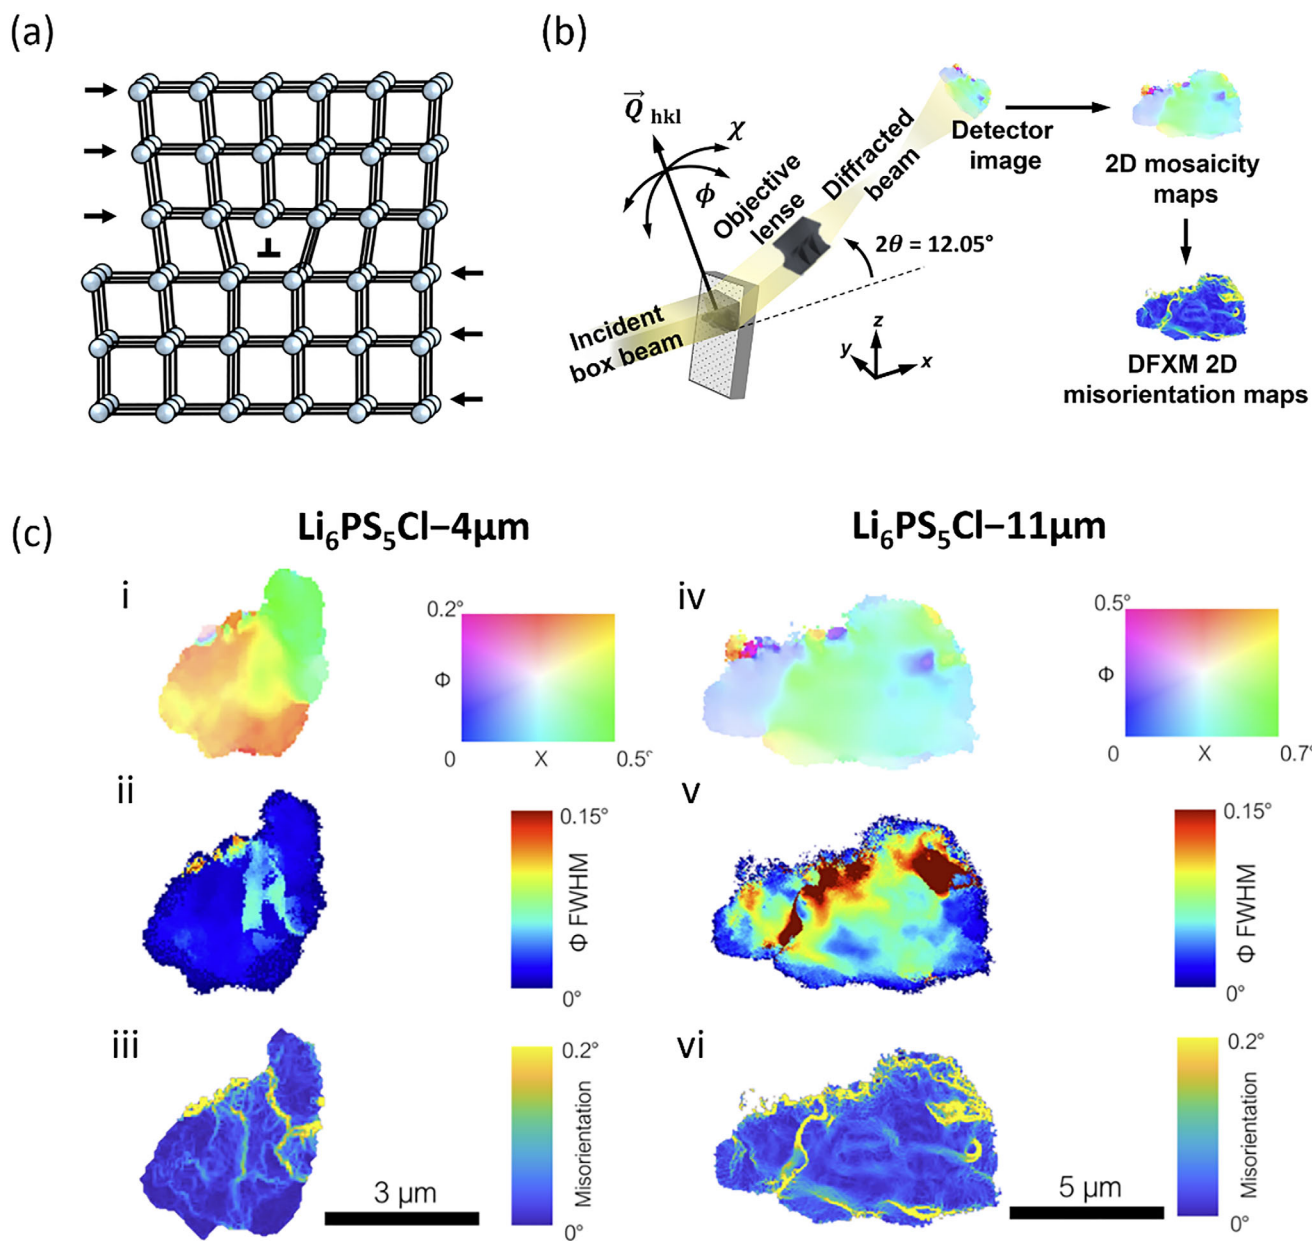 (a)
(b)
Q hkl
χ
ϕ
Objective
lense
Diffracted
beam
Detector
image
2D mosaicity
maps
2θ = 12.05°
Incident
box beam
z
y
x
DFXM 2D
misorientation maps
(c)
Li₆PS₅Cl–4μm
Li₆PS₅Cl–11μm
i
0.2°
Φ
0
X
0.5°
iv
0.5°
Φ
0
X
0.7°
ii
0.15°
Φ FWHM
0°
v
0.15°
Φ FWHM
0°
iii
0.2°
Misorientation
0°
3 μm
vi
0.2°
Misorientation
0°
5 μm